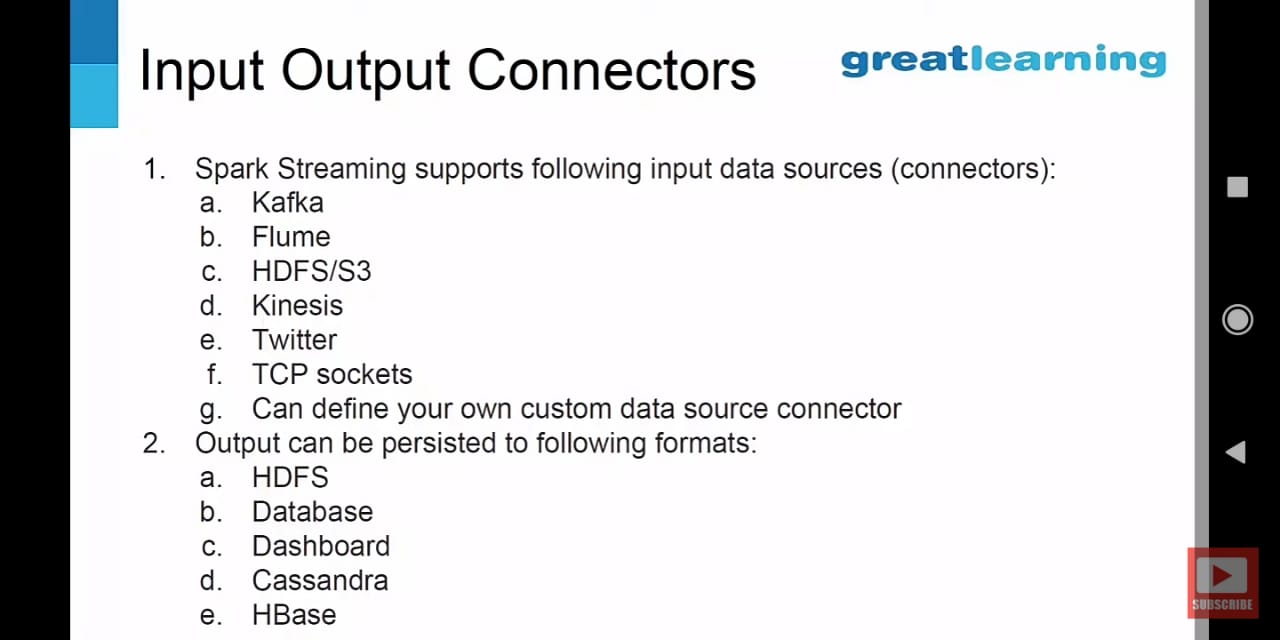 Input Output Connectors
greatlearning
1. Spark Streaming supports following input data sources (connectors):
a. Kafka
b. Flume
c. HDFS/S3
d. Kinesis
e. Twitter
f. TCP sockets
g. Can define your own custom data source connector
2. Output can be persisted to following formats:
a. HDFS
b. Database
c. Dashboard
d. Cassandra
e. HBase
SUBSCRIBE